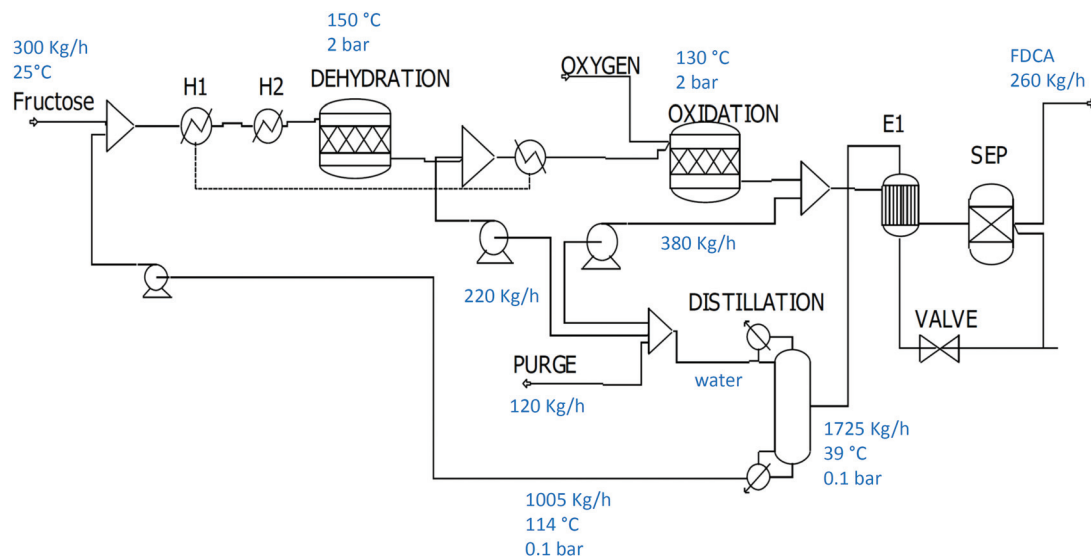 300 Kg/h
25°C
Fructose
H1
H2
150 °C
2 bar
DEHYDRATION
OXYGEN
130 °C
2 bar
OXIDATION
FDCA
260 Kg/h
E1
SEP
220 Kg/h
380 Kg/h
DISTILLATION
VALVE
PURGE
120 Kg/h
water
1725 Kg/h
39 °C
0.1 bar
1005 Kg/h
114 °C
0.1 bar